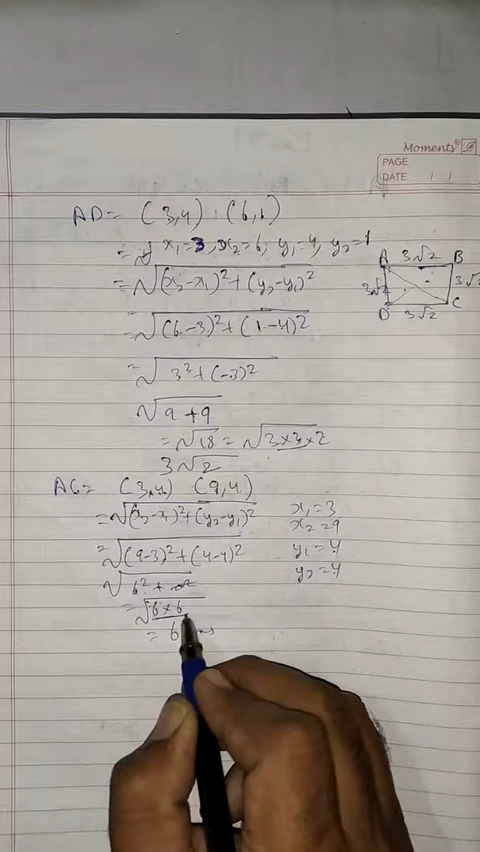 Moments
PAGE
DATE / /
AD = (3,4) (6,1)
= x₁=3, x₂=6, y₁=4, y₂=1
= √(x₂-x₁)²+(y₂-y₁)²
= √(6-3)²+(1-4)²
= √3²+(-3)²
√9+9
= √18 = √3×3×2
3√2
A 3√2 B
3√2 3√2
D 3√2 C
AC = (3,4) (9,4)
= √(x₂-x₁)²+(y₂-y₁)²
= √(9-3)²+(4-4)²
√6²+0²
= √6×6
= 6
x₁=3
x₂=9
y₁=4
y₂=4